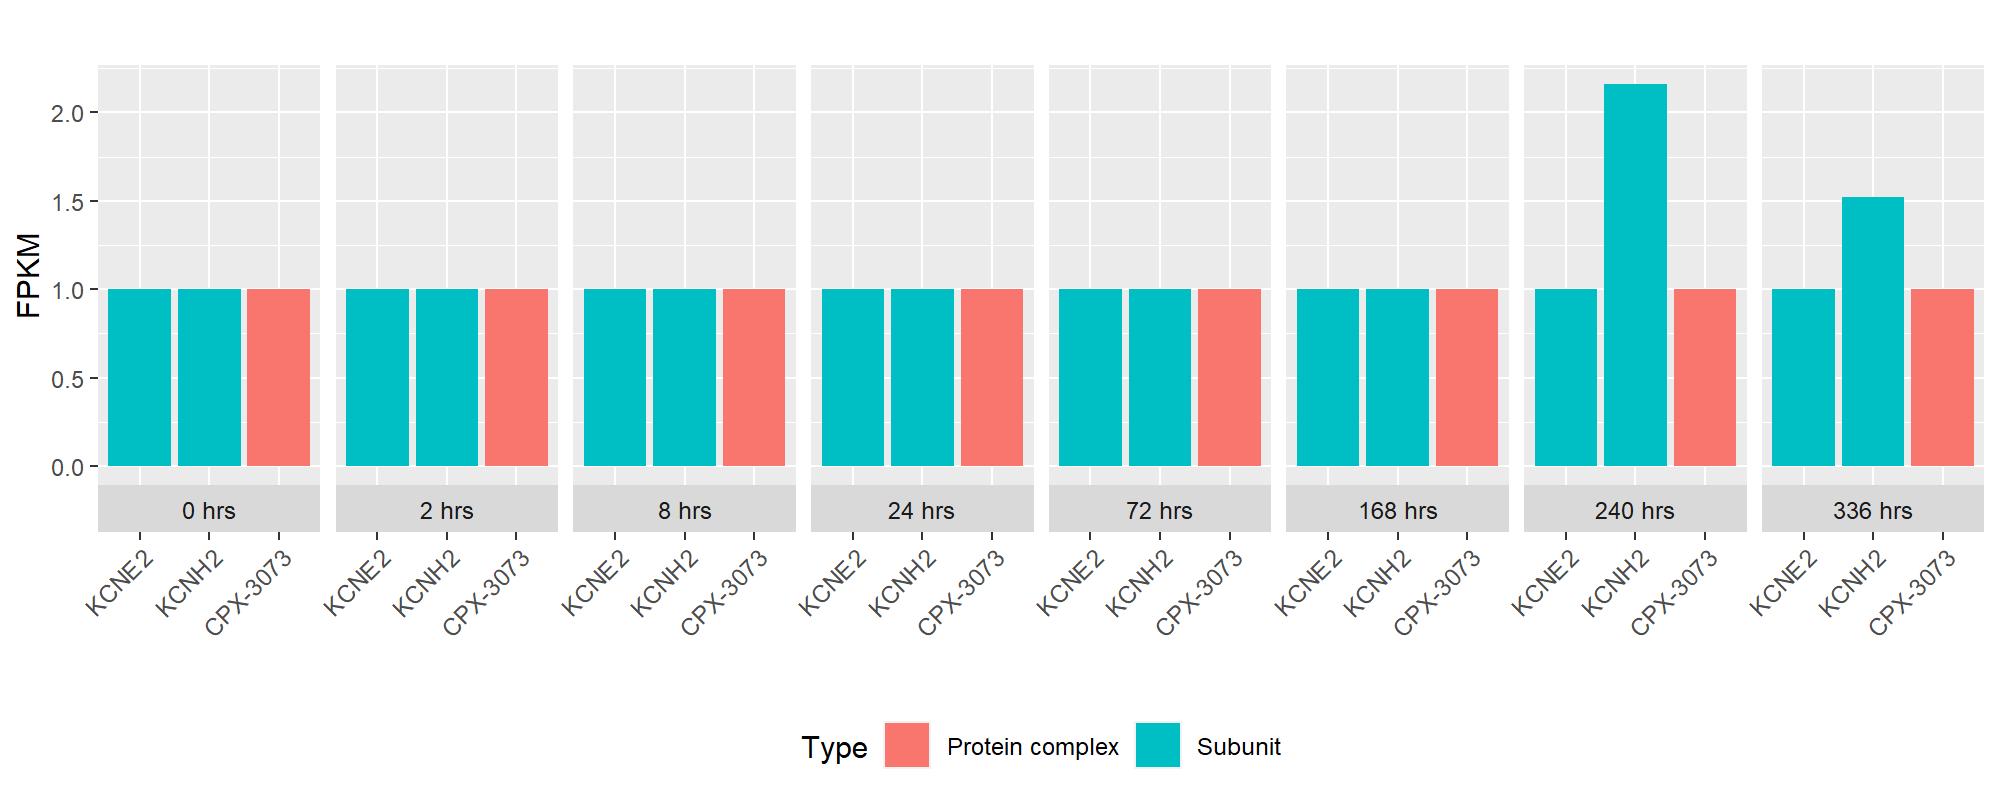 FPKM
2.0
1.5
1.0
0.5
0.0
0 hrs 2 hrs 8 hrs 24 hrs 72 hrs 168 hrs 240 hrs 336 hrs
KCNE2 KCNH2 CPX-3073 KCNE2 KCNH2 CPX-3073 KCNE2 KCNH2 CPX-3073 KCNE2 KCNH2 CPX-3073 KCNE2 KCNH2 CPX-3073 KCNE2 KCNH2 CPX-3073 KCNE2 KCNH2 CPX-3073 KCNE2 KCNH2 CPX-3073
Type Protein complex Subunit